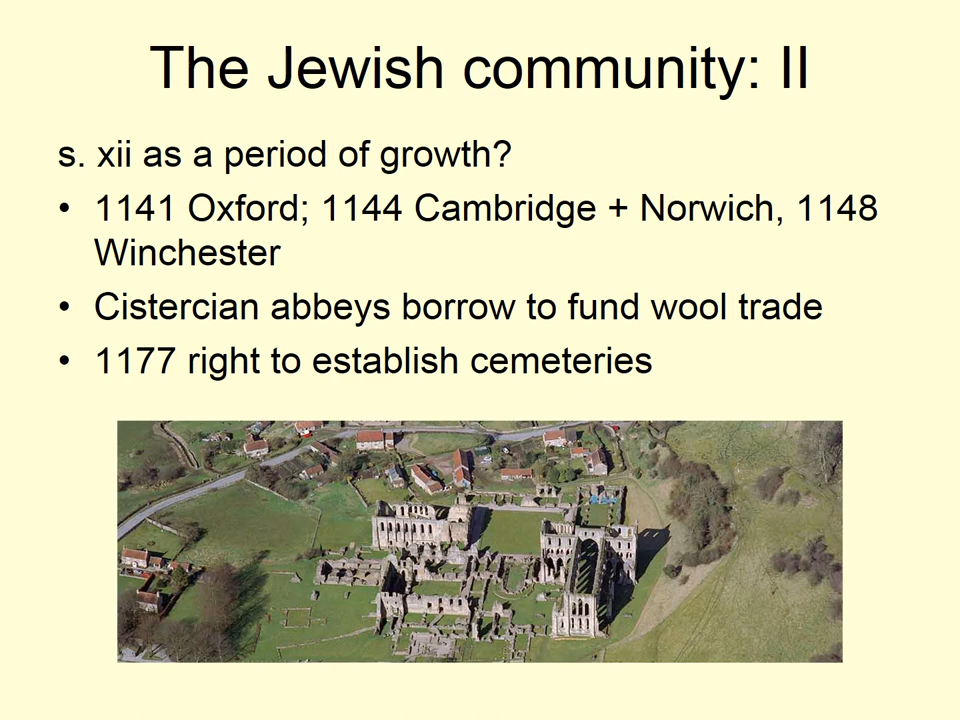 The Jewish community: II
s. xii as a period of growth?
• 1141 Oxford; 1144 Cambridge + Norwich, 1148
Winchester
• Cistercian abbeys borrow to fund wool trade
• 1177 right to establish cemeteries